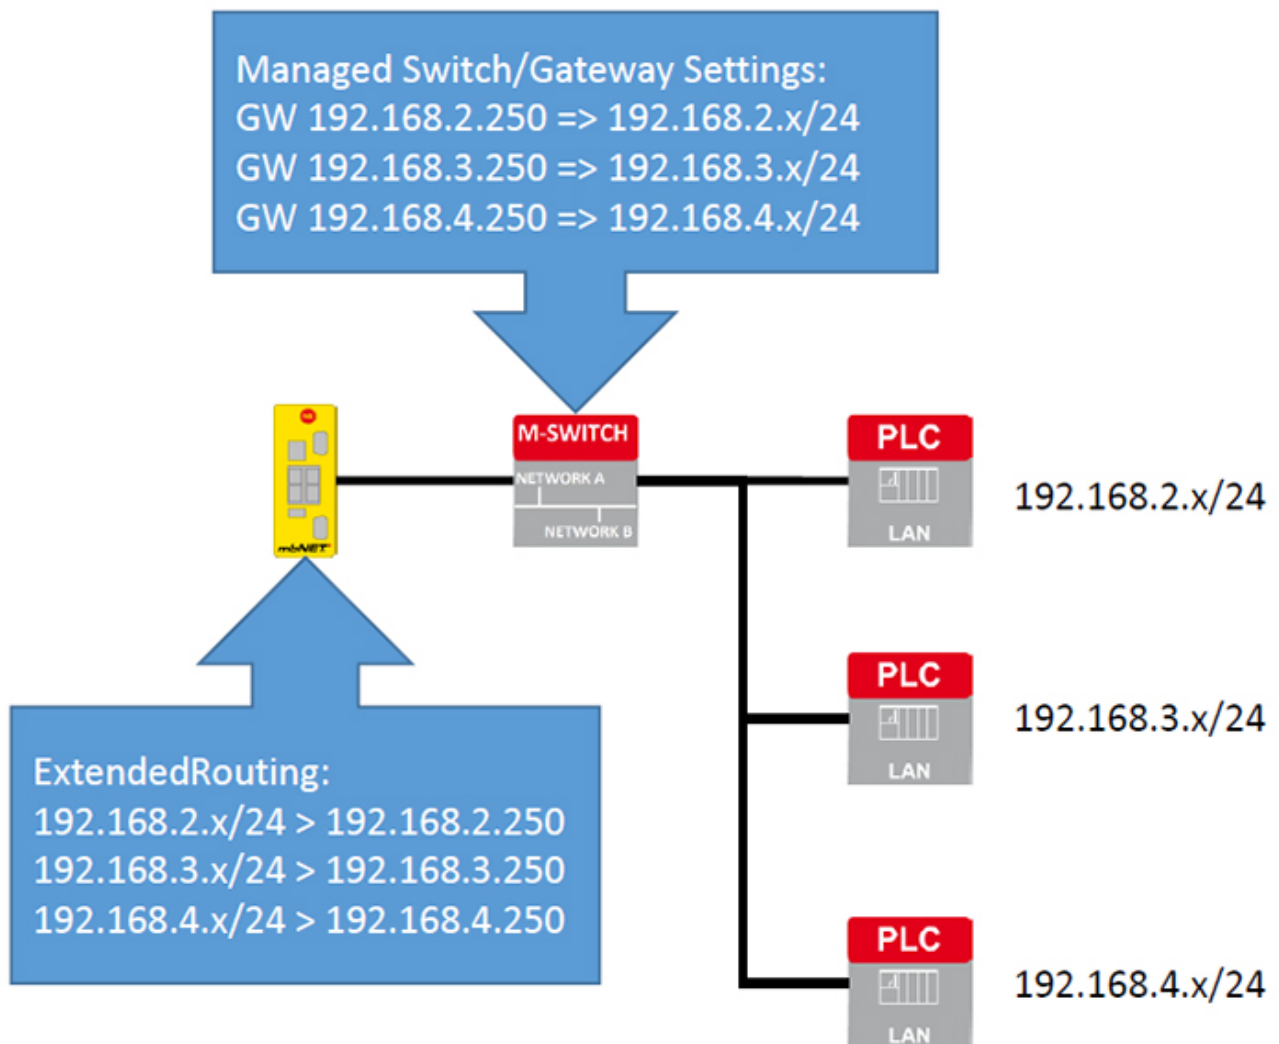 Managed Switch/Gateway Settings:
GW 192.168.2.250 => 192.168.2.x/24
GW 192.168.3.250 => 192.168.3.x/24
GW 192.168.4.250 => 192.168.4.x/24
M-SWITCH
NETWORK A
NETWORK B
mbNET
PLC
LAN
192.168.2.x/24
PLC
LAN
192.168.3.x/24
ExtendedRouting:
192.168.2.x/24 > 192.168.2.250
192.168.3.x/24 > 192.168.3.250
192.168.4.x/24 > 192.168.4.250
PLC
LAN
192.168.4.x/24